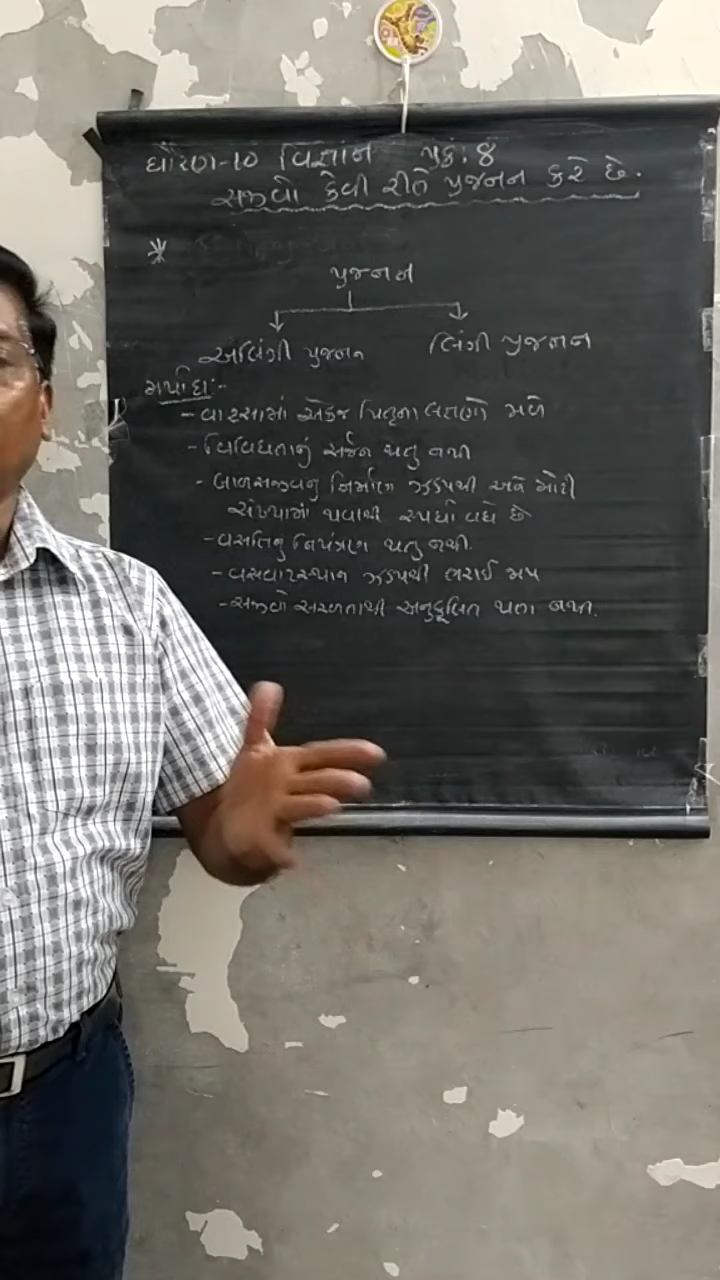 ધોરણ-10 વિજ્ઞાન પ્રક: 8
સજીવો કેવી રીતે પ્રજનન કરે છે.
*
પ્રજનન
અલિંગી પ્રજનન લિંગી પ્રજનન
મર્યાદા:-
- વારસામાં એકજ પિતૃના લક્ષણો મળે
- વિવિધતાનું સર્જન થતુ નથી
- બાળસજીવનુ નિર્માણ ઝડપથી અને મોટી
સંખ્યામાં થવાથી સ્પર્ધા વધે છે
- વસતિનુ નિયંત્રણ થતુ નથી.
- વસવાટસ્થાન ઝડપથી ભરાઈ જાય
- સજીવો સરળતાથી અનુકૂલિત થતા નથી.